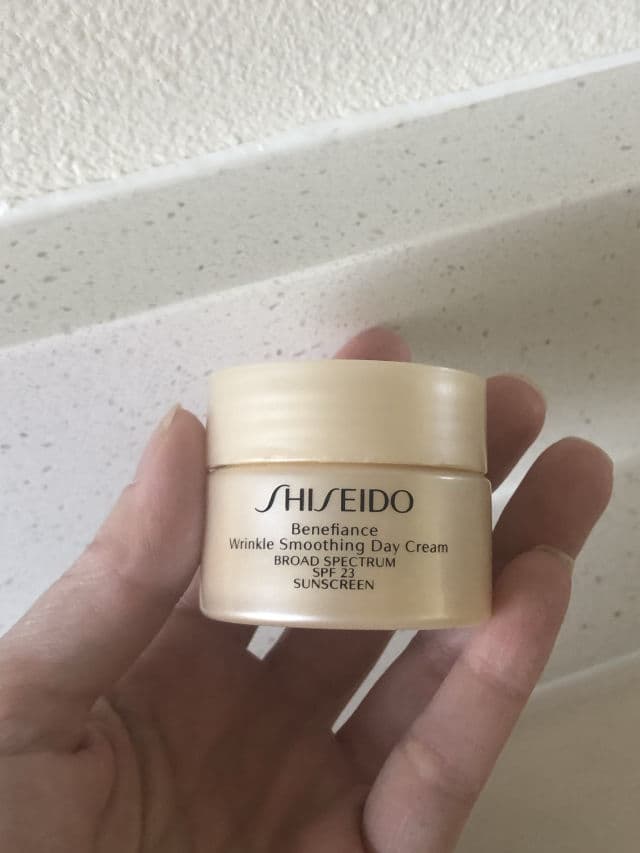 SHISEIDO
Benefiance
Wrinkle Smoothing Day Cream
BROAD SPECTRUM
SPF 23
SUNSCREEN